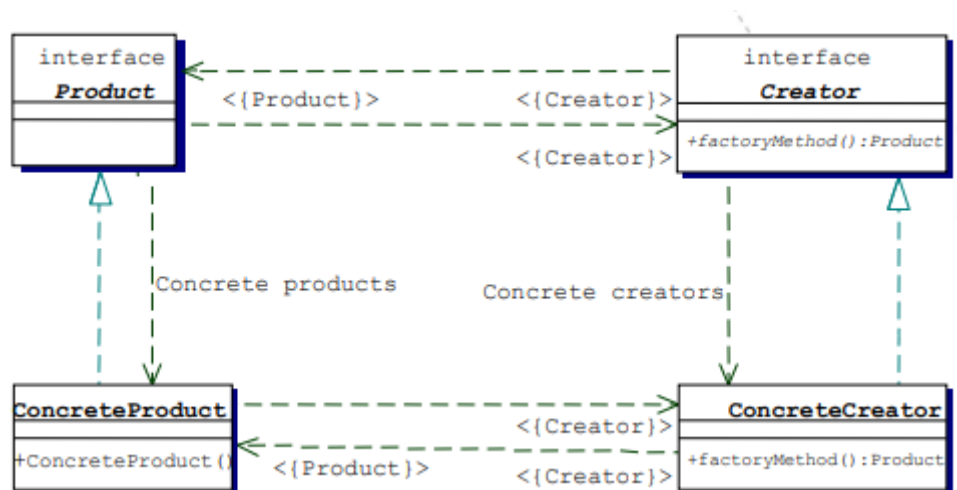 interface
Product
interface
Creator
+factoryMethod():Product
<{Product}>
<{Creator}>
<{Creator}>
Concrete products
Concrete creators
ConcreteProduct
+ConcreteProduct()
ConcreteCreator
+factoryMethod():Product
<{Creator}>
<{Product}>
<{Creator}>